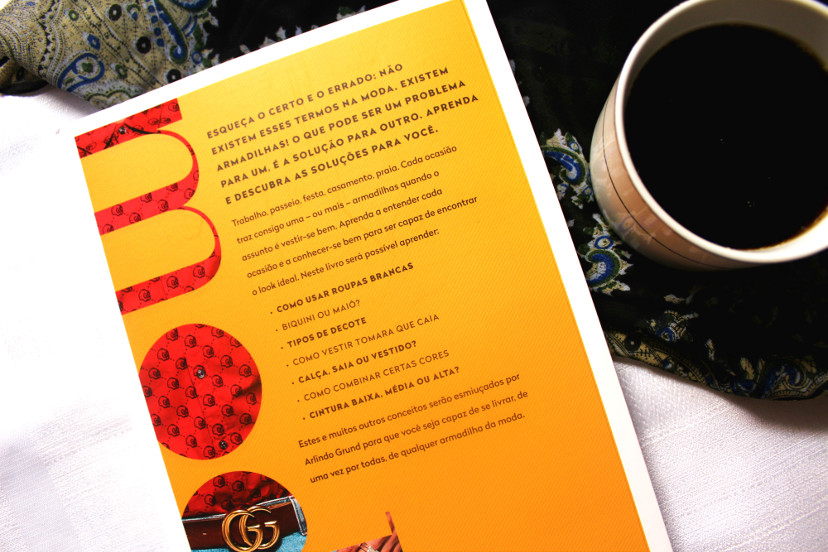 ESQUEÇA O CERTO E O ERRADO: NÃO
EXISTEM ESSES TERMOS NA MODA. EXISTEM
ARMADILHAS! O QUE PODE SER UM PROBLEMA
PARA UM, É A SOLUÇÃO PARA OUTRO. APRENDA
E DESCUBRA AS SOLUÇÕES PARA VOCÊ.
Trabalho, passeio, festa, casamento, praia. Cada ocasião
traz consigo uma – ou mais – armadilhas quando o
assunto é vestir-se bem. Aprenda a entender cada
ocasião e a conhecer-se bem para ser capaz de encontrar
o look ideal. Neste livro será possível aprender:
· COMO USAR ROUPAS BRANCAS
· BIQUINI OU MAIÔ?
· TIPOS DE DECOTE
· COMO VESTIR TOMARA QUE CAIA
· CALÇA, SAIA OU VESTIDO?
· COMO COMBINAR CERTAS CORES
· CINTURA BAIXA, MÉDIA OU ALTA?
Estes e muitos outros conceitos serão esmiuçados por
Arlindo Grund para que você seja capaz de se livrar, de
uma vez por todas, de qualquer armadilha da moda.